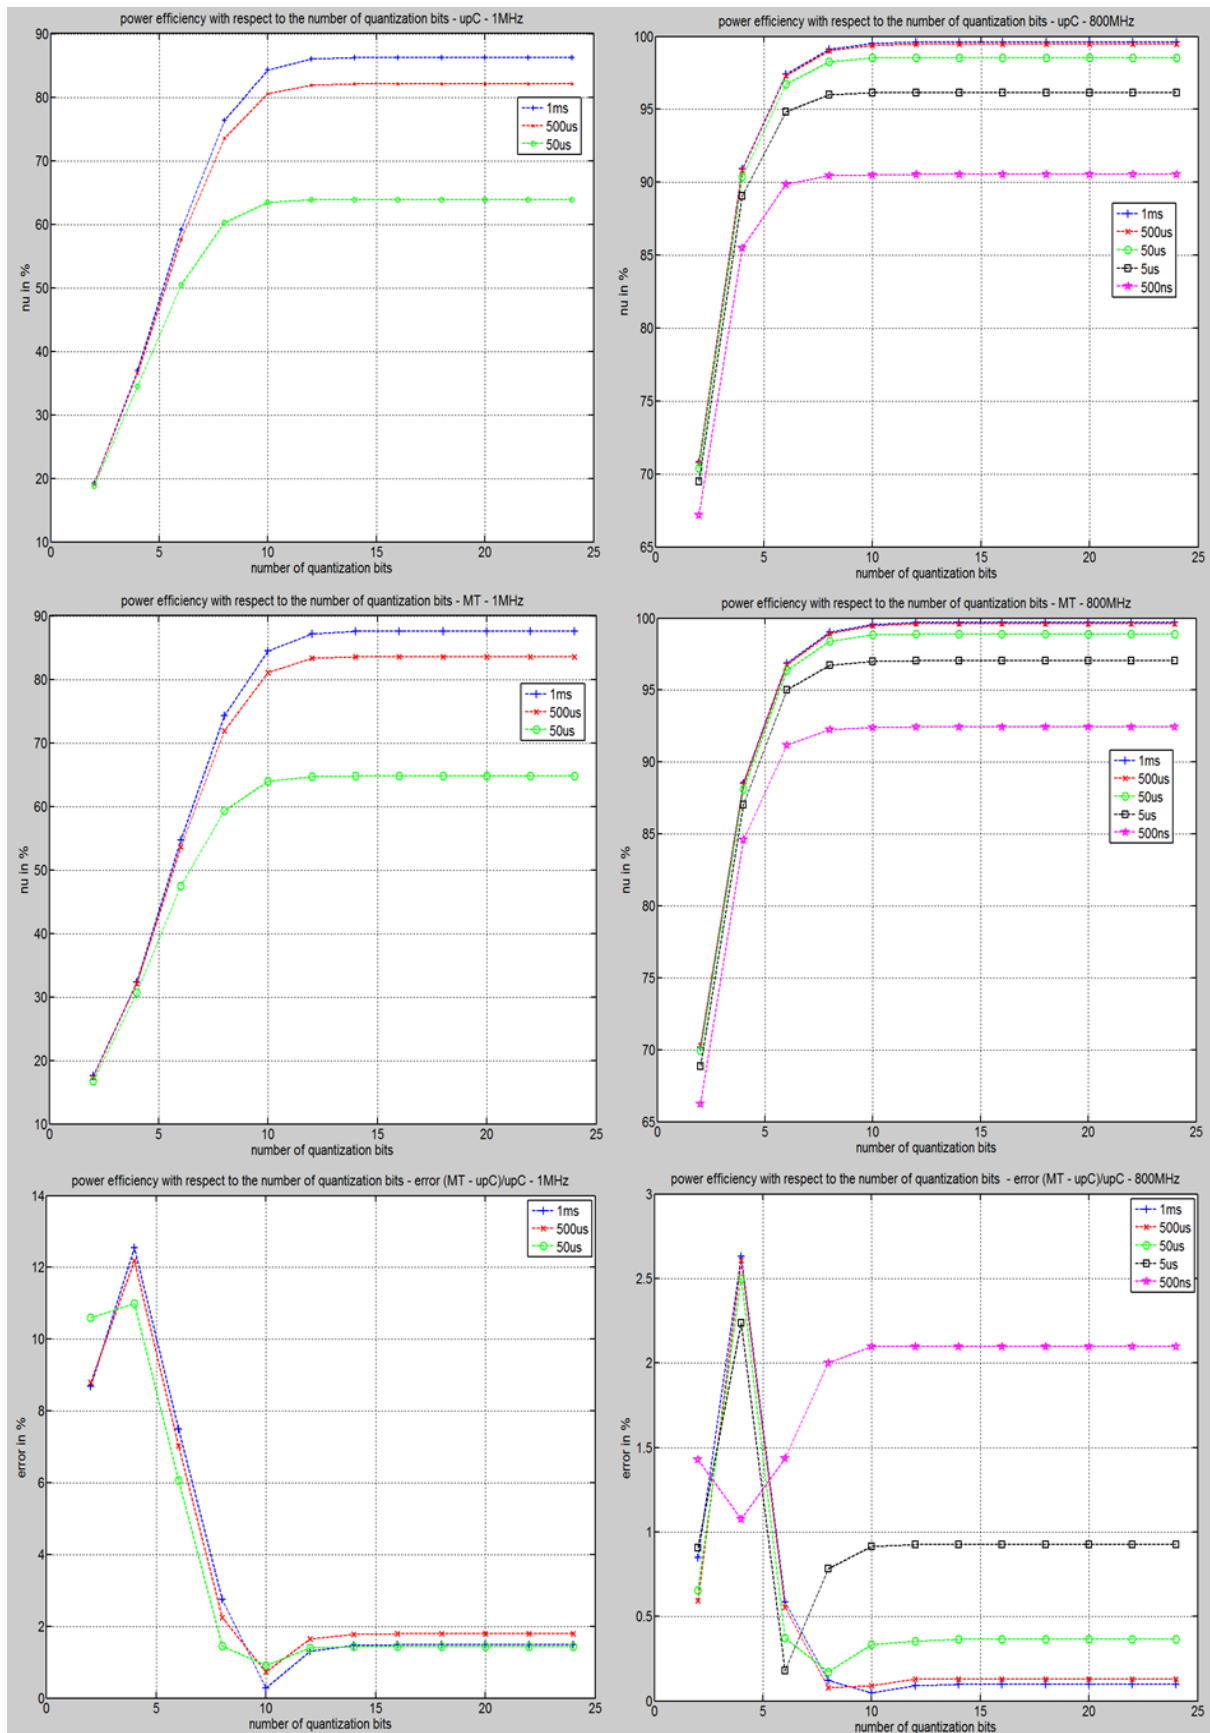 power efficiency with respect to the number of quantization bits - upC - 1MHz
90
80
70
60
50
40
30
20
10
nu in %
1ms
500us
50us
0 5 10 15 20 25
number of quantization bits
power efficiency with respect to the number of quantization bits - upC - 800MHz
100
95
90
85
80
75
70
65
nu in %
1ms
500us
50us
5us
500ns
0 5 10 15 20 25
number of quantization bits
power efficiency with respect to the number of quantization bits - MT - 1MHz
90
80
70
60
50
40
30
20
10
nu in %
1ms
500us
50us
0 5 10 15 20 25
number of quantization bits
power efficiency with respect to the number of quantization bits - MT - 800MHz
100
95
90
85
80
75
70
65
nu in %
1ms
500us
50us
5us
500ns
0 5 10 15 20 25
number of quantization bits
power efficiency with respect to the number of quantization bits - error (MT - upC)/upC - 1MHz
14
12
10
8
6
4
2
0
error in %
1ms
500us
50us
0 5 10 15 20 25
number of quantization bits
power efficiency with respect to the number of quantization bits - error (MT - upC)/upC - 800MHz
3
2.5
2
1.5
1
0.5
0
error in %
1ms
500us
50us
5us
500ns
0 5 10 15 20 25
number of quantization bits